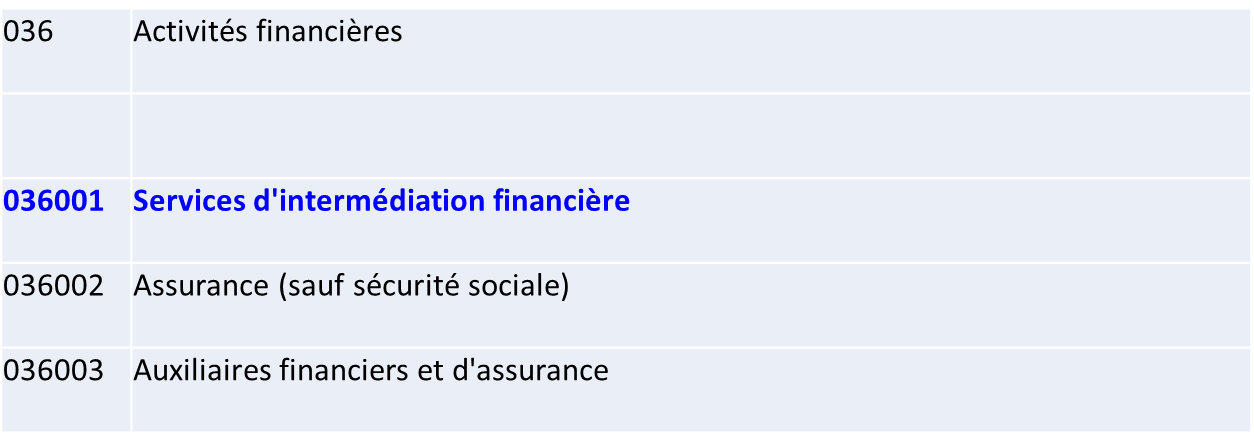 036 Activités financières
036001 Services d'intermédiation financière
036002 Assurance (sauf sécurité sociale)
036003 Auxiliaires financiers et d'assurance